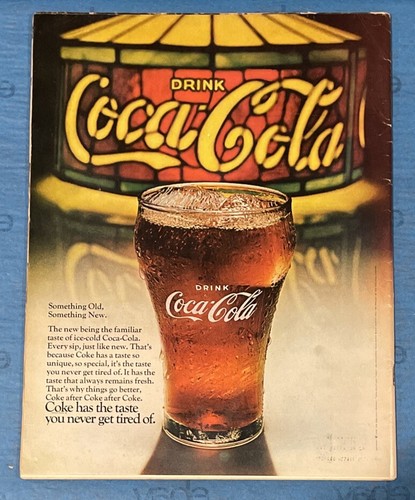 DRINK
Coca-Cola
DRINK
Coca-Cola
Something Old,
Something New.
The new being the familiar
taste of ice-cold Coca-Cola.
Every sip, just like new. That's
because Coke has a taste so
unique, so special, it's the taste
you never get tired of. It has the
taste that always remains fresh.
That's why things go better,
Coke after Coke after Coke.
Coke has the taste
you never get tired of.